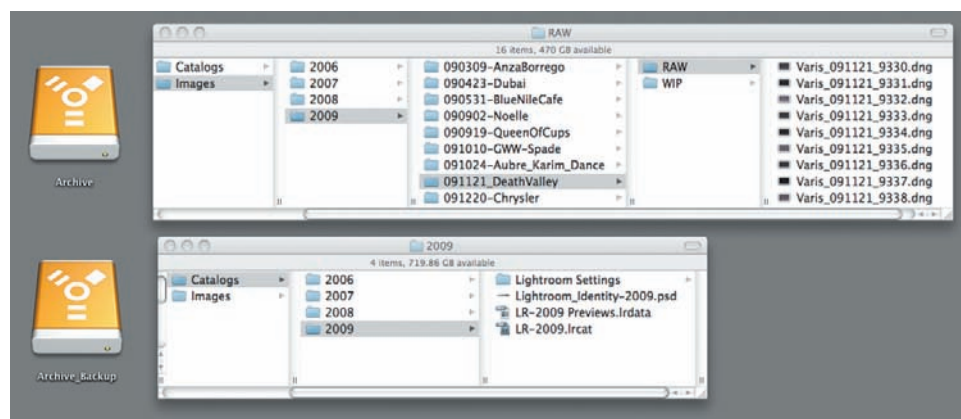 RAW
16 items, 470 GB available
Catalogs
Images
2006
2007
2008
2009
090309-AnzaBorrego
090423-Dubai
090531-BlueNileCafe
090902-Noelle
090919-QueenOfCups
091010-GWW-Spade
091024-Aubre_Karim_Dance
091121_DeathValley
091220-Chrysler
RAW
WIP
Varis_091121_9330.dng
Varis_091121_9331.dng
Varis_091121_9332.dng
Varis_091121_9333.dng
Varis_091121_9334.dng
Varis_091121_9335.dng
Varis_091121_9336.dng
Varis_091121_9337.dng
Varis_091121_9338.dng
Archive
2009
4 items, 719.86 GB available
Catalogs
Images
2006
2007
2008
2009
Lightroom Settings
Lightroom_Identity-2009.psd
LR-2009 Previews.lrdata
LR-2009.lrcat
Archive_Backup